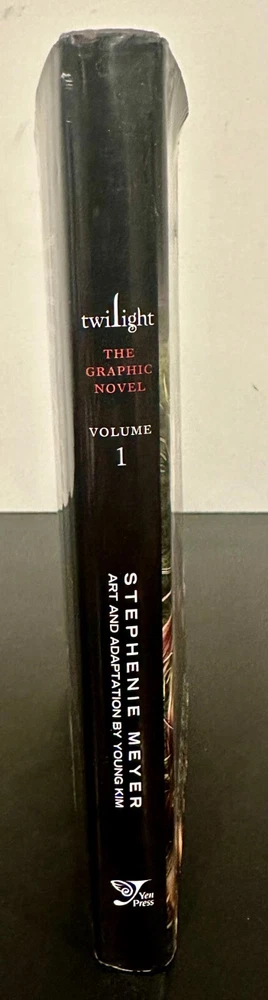 twilight
THE
GRAPHIC
NOVEL
VOLUME
1
STEPHENIE MEYER
ART AND ADAPTATION BY YOUNG KIM
Yen
Press